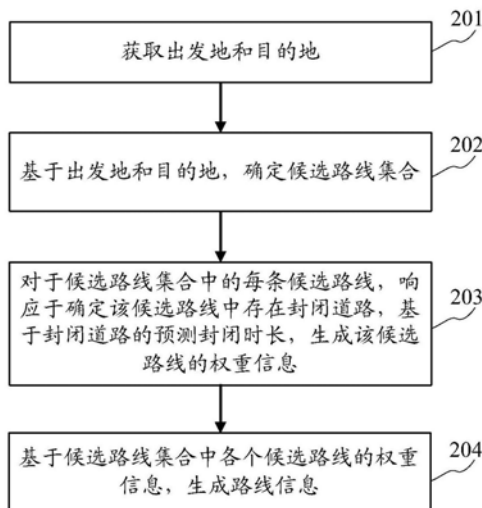 201
获取出发地和目的地
202
基于出发地和目的地，确定候选路线集合
203
对于候选路线集合中的每条候选路线，响
应于确定该候选路线中存在封闭道路，基
于封闭道路的预测封闭时长，生成该候选
路线的权重信息
204
基于候选路线集合中各个候选路线的权重
信息，生成路线信息